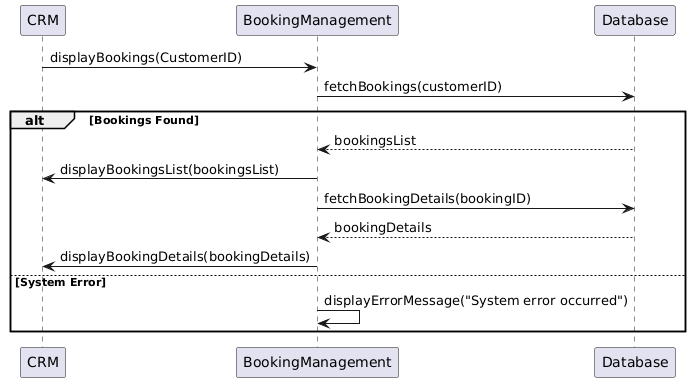 CRM BookingManagement Database
displayBookings(CustomerID)
fetchBookings(customerID)
alt [Bookings Found]
bookingsList
displayBookingsList(bookingsList)
fetchBookingDetails(bookingID)
bookingDetails
displayBookingDetails(bookingDetails)
[System Error]
displayErrorMessage("System error occurred")
CRM BookingManagement Database